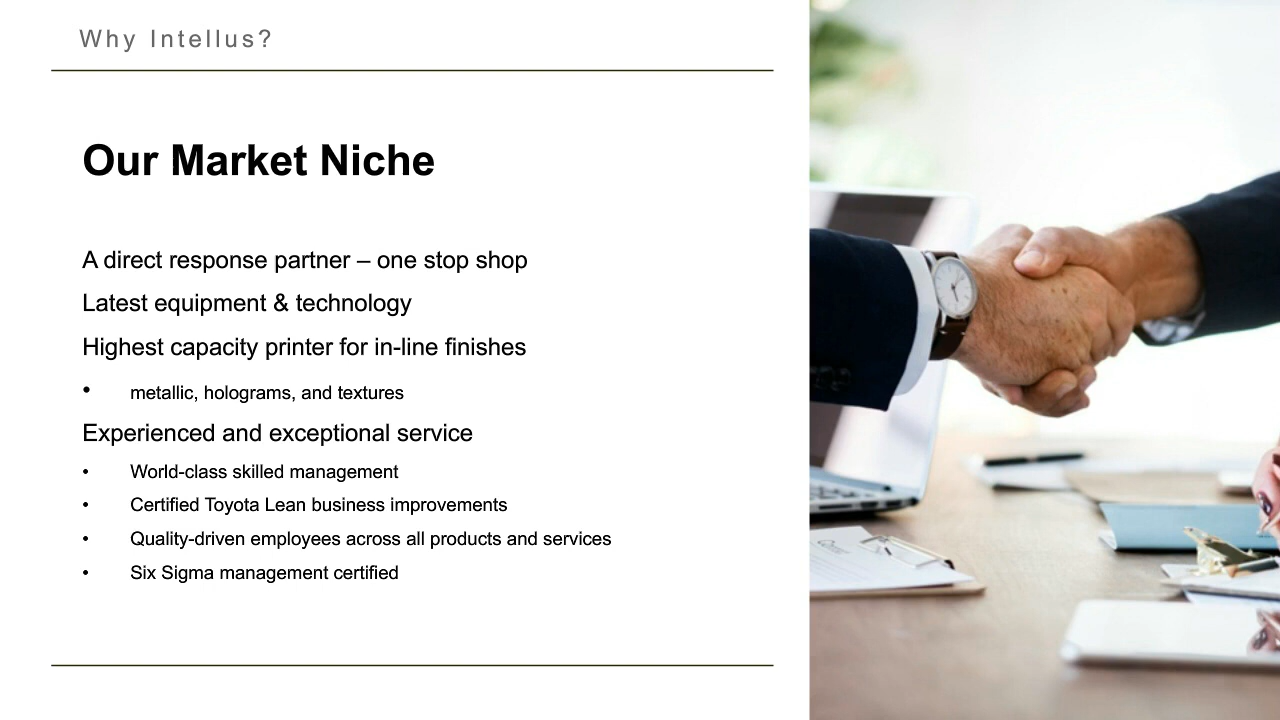 Why Intellus?
Our Market Niche
A direct response partner – one stop shop
Latest equipment & technology
Highest capacity printer for in-line finishes
• metallic, holograms, and textures
Experienced and exceptional service
• World-class skilled management
• Certified Toyota Lean business improvements
• Quality-driven employees across all products and services
• Six Sigma management certified